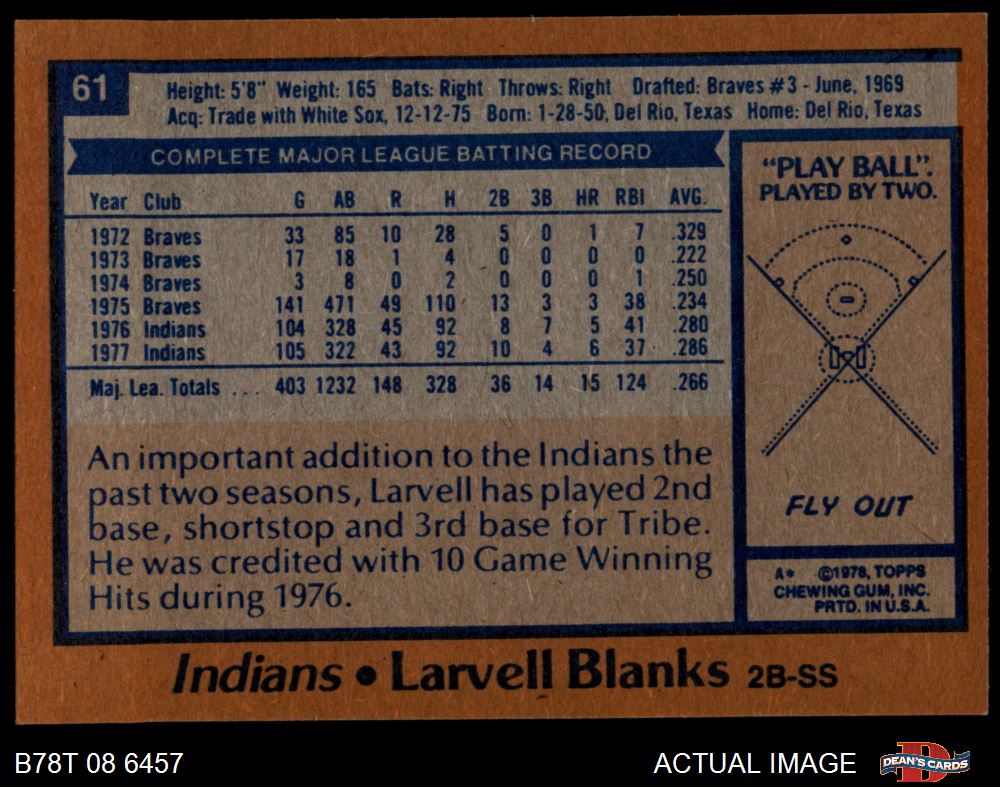 61
Height: 5'8" Weight: 165 Bats: Right Throws: Right Drafted: Braves #3 - June, 1969
Acq: Trade with White Sox, 12-12-75 Born: 1-28-50, Del Rio, Texas Home: Del Rio, Texas
COMPLETE MAJOR LEAGUE BATTING RECORD
Year Club G AB R H 2B 3B HR RBI AVG.
1972 Braves 33 85 10 28 5 0 1 7 .329
1973 Braves 17 18 1 4 0 0 0 0 .222
1974 Braves 3 8 0 2 0 0 0 1 .250
1975 Braves 141 471 49 110 13 3 3 38 .234
1976 Indians 104 328 45 92 8 7 5 41 .280
1977 Indians 105 322 43 92 10 4 6 37 .286
Maj. Lea. Totals ... 403 1232 148 328 36 14 15 124 .266
An important addition to the Indians the
past two seasons, Larvell has played 2nd
base, shortstop and 3rd base for Tribe.
He was credited with 10 Game Winning
Hits during 1976.
"PLAY BALL".
PLAYED BY TWO.
FLY OUT
A* ©1978, TOPPS
CHEWING GUM, INC.
PRTD. IN U.S.A.
Indians • Larvell Blanks 2B-SS
B78T 08 6457
ACTUAL IMAGE
DEAN'S CARDS